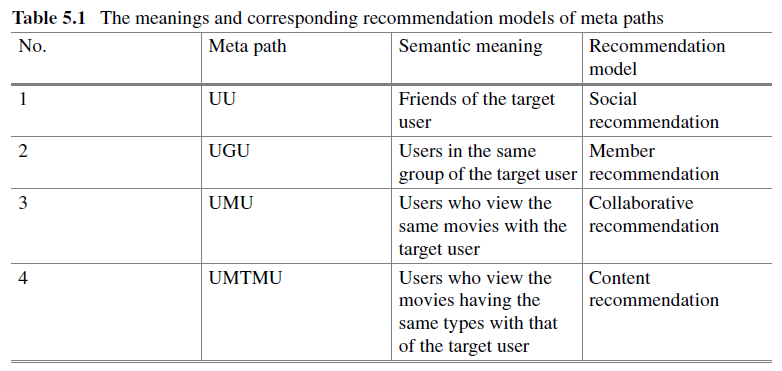 Table 5.1 The meanings and corresponding recommendation models of meta paths
No. Meta path Semantic meaning Recommendation model
1 UU Friends of the target user Social recommendation
2 UGU Users in the same group of the target user Member recommendation
3 UMU Users who view the same movies with the target user Collaborative recommendation
4 UMTMU Users who view the movies having the same types with that of the target user Content recommendation